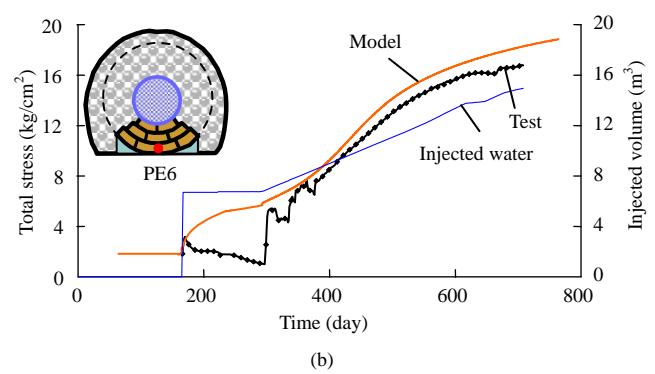 20
16
12
8
4
0
Total stress (kg/cm²)
PE6
Model
Test
Injected water
20
16
12
8
4
0
Injected volume (m³)
0 200 400 600 800
Time (day)
(b)